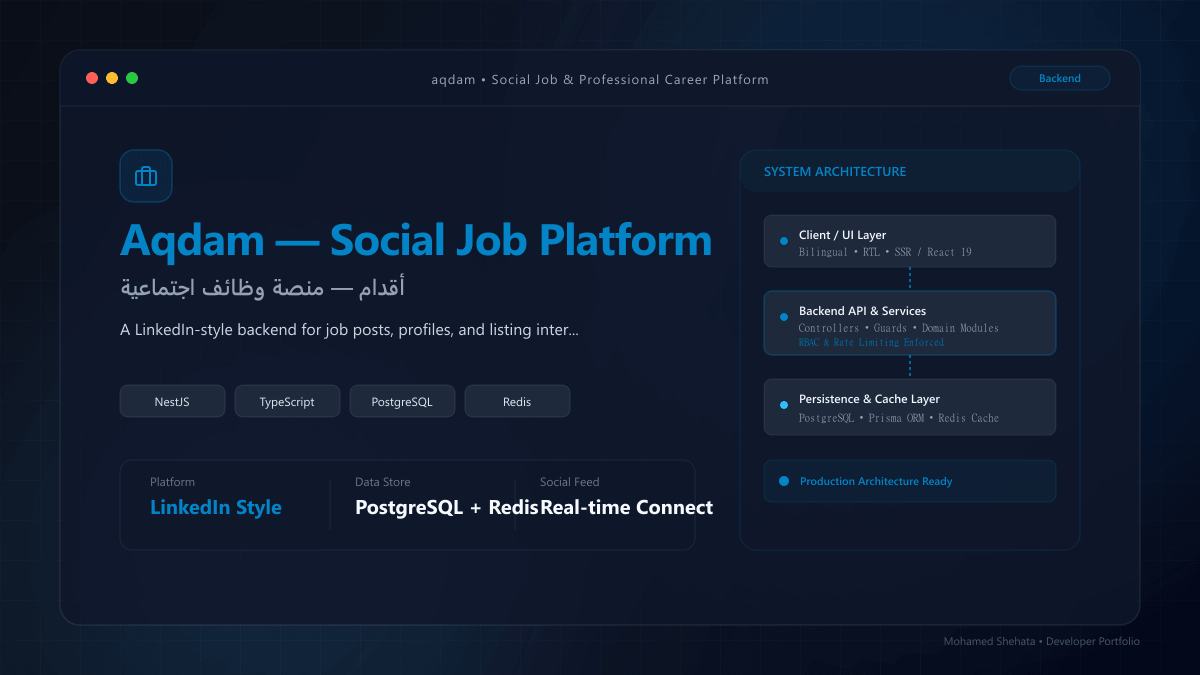 aqdam • Social Job & Professional Career Platform
Backend
Aqdam — Social Job Platform
أقدام — منصة وظائف اجتماعية
A LinkedIn-style backend for job posts, profiles, and listing inter...
NestJS
TypeScript
PostgreSQL
Redis
Platform
LinkedIn Style
Data Store
PostgreSQL + Redis
Social Feed
Real-time Connect
SYSTEM ARCHITECTURE
Client / UI Layer
Bilingual • RTL • SSR / React 19
Backend API & Services
Controllers • Guards • Domain Modules
RBAC & Rate Limiting Enforced
Persistence & Cache Layer
PostgreSQL • Prisma ORM • Redis Cache
Production Architecture Ready
Mohamed Shehata • Developer Portfolio